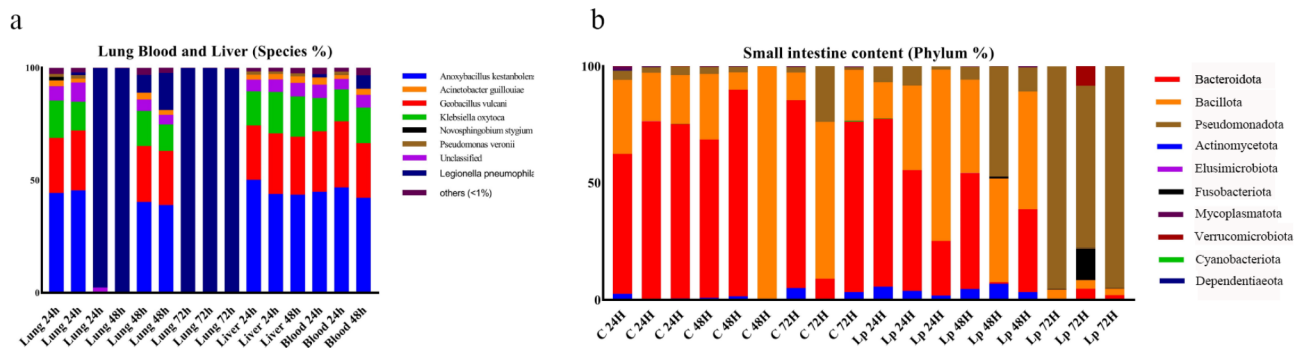 a
Lung Blood and Liver (Species %)
100
50
0
Lung 24h
Lung 24h
Lung 24h
Lung 48h
Lung 48h
Lung 48h
Lung 72h
Lung 72h
Lung 72h
Liver 24h
Liver 24h
Liver 48h
Blood 24h
Blood 24h
Blood 48h
Anoxybacillus kestanbolens
Acinetobacter guillouiae
Geobacillus vulcani
Klebsiella oxytoca
Novosphingobium stygium
Pseudomonas veronii
Unclassified
Legionella pneumophila
others (<1%)
b
Small intestine content (Phylum %)
100
50
0
C 24H
C 24H
C 24H
C 48H
C 48H
C 48H
C 72H
C 72H
C 72H
Lp 24H
Lp 24H
Lp 24H
Lp 48H
Lp 48H
Lp 48H
Lp 72H
Lp 72H
Lp 72H
Bacteroidota
Bacillota
Pseudomonadota
Actinomycetota
Elusimicrobiota
Fusobacteriota
Mycoplasmatota
Verrucomicrobiota
Cyanobacteriota
Dependentiaeota